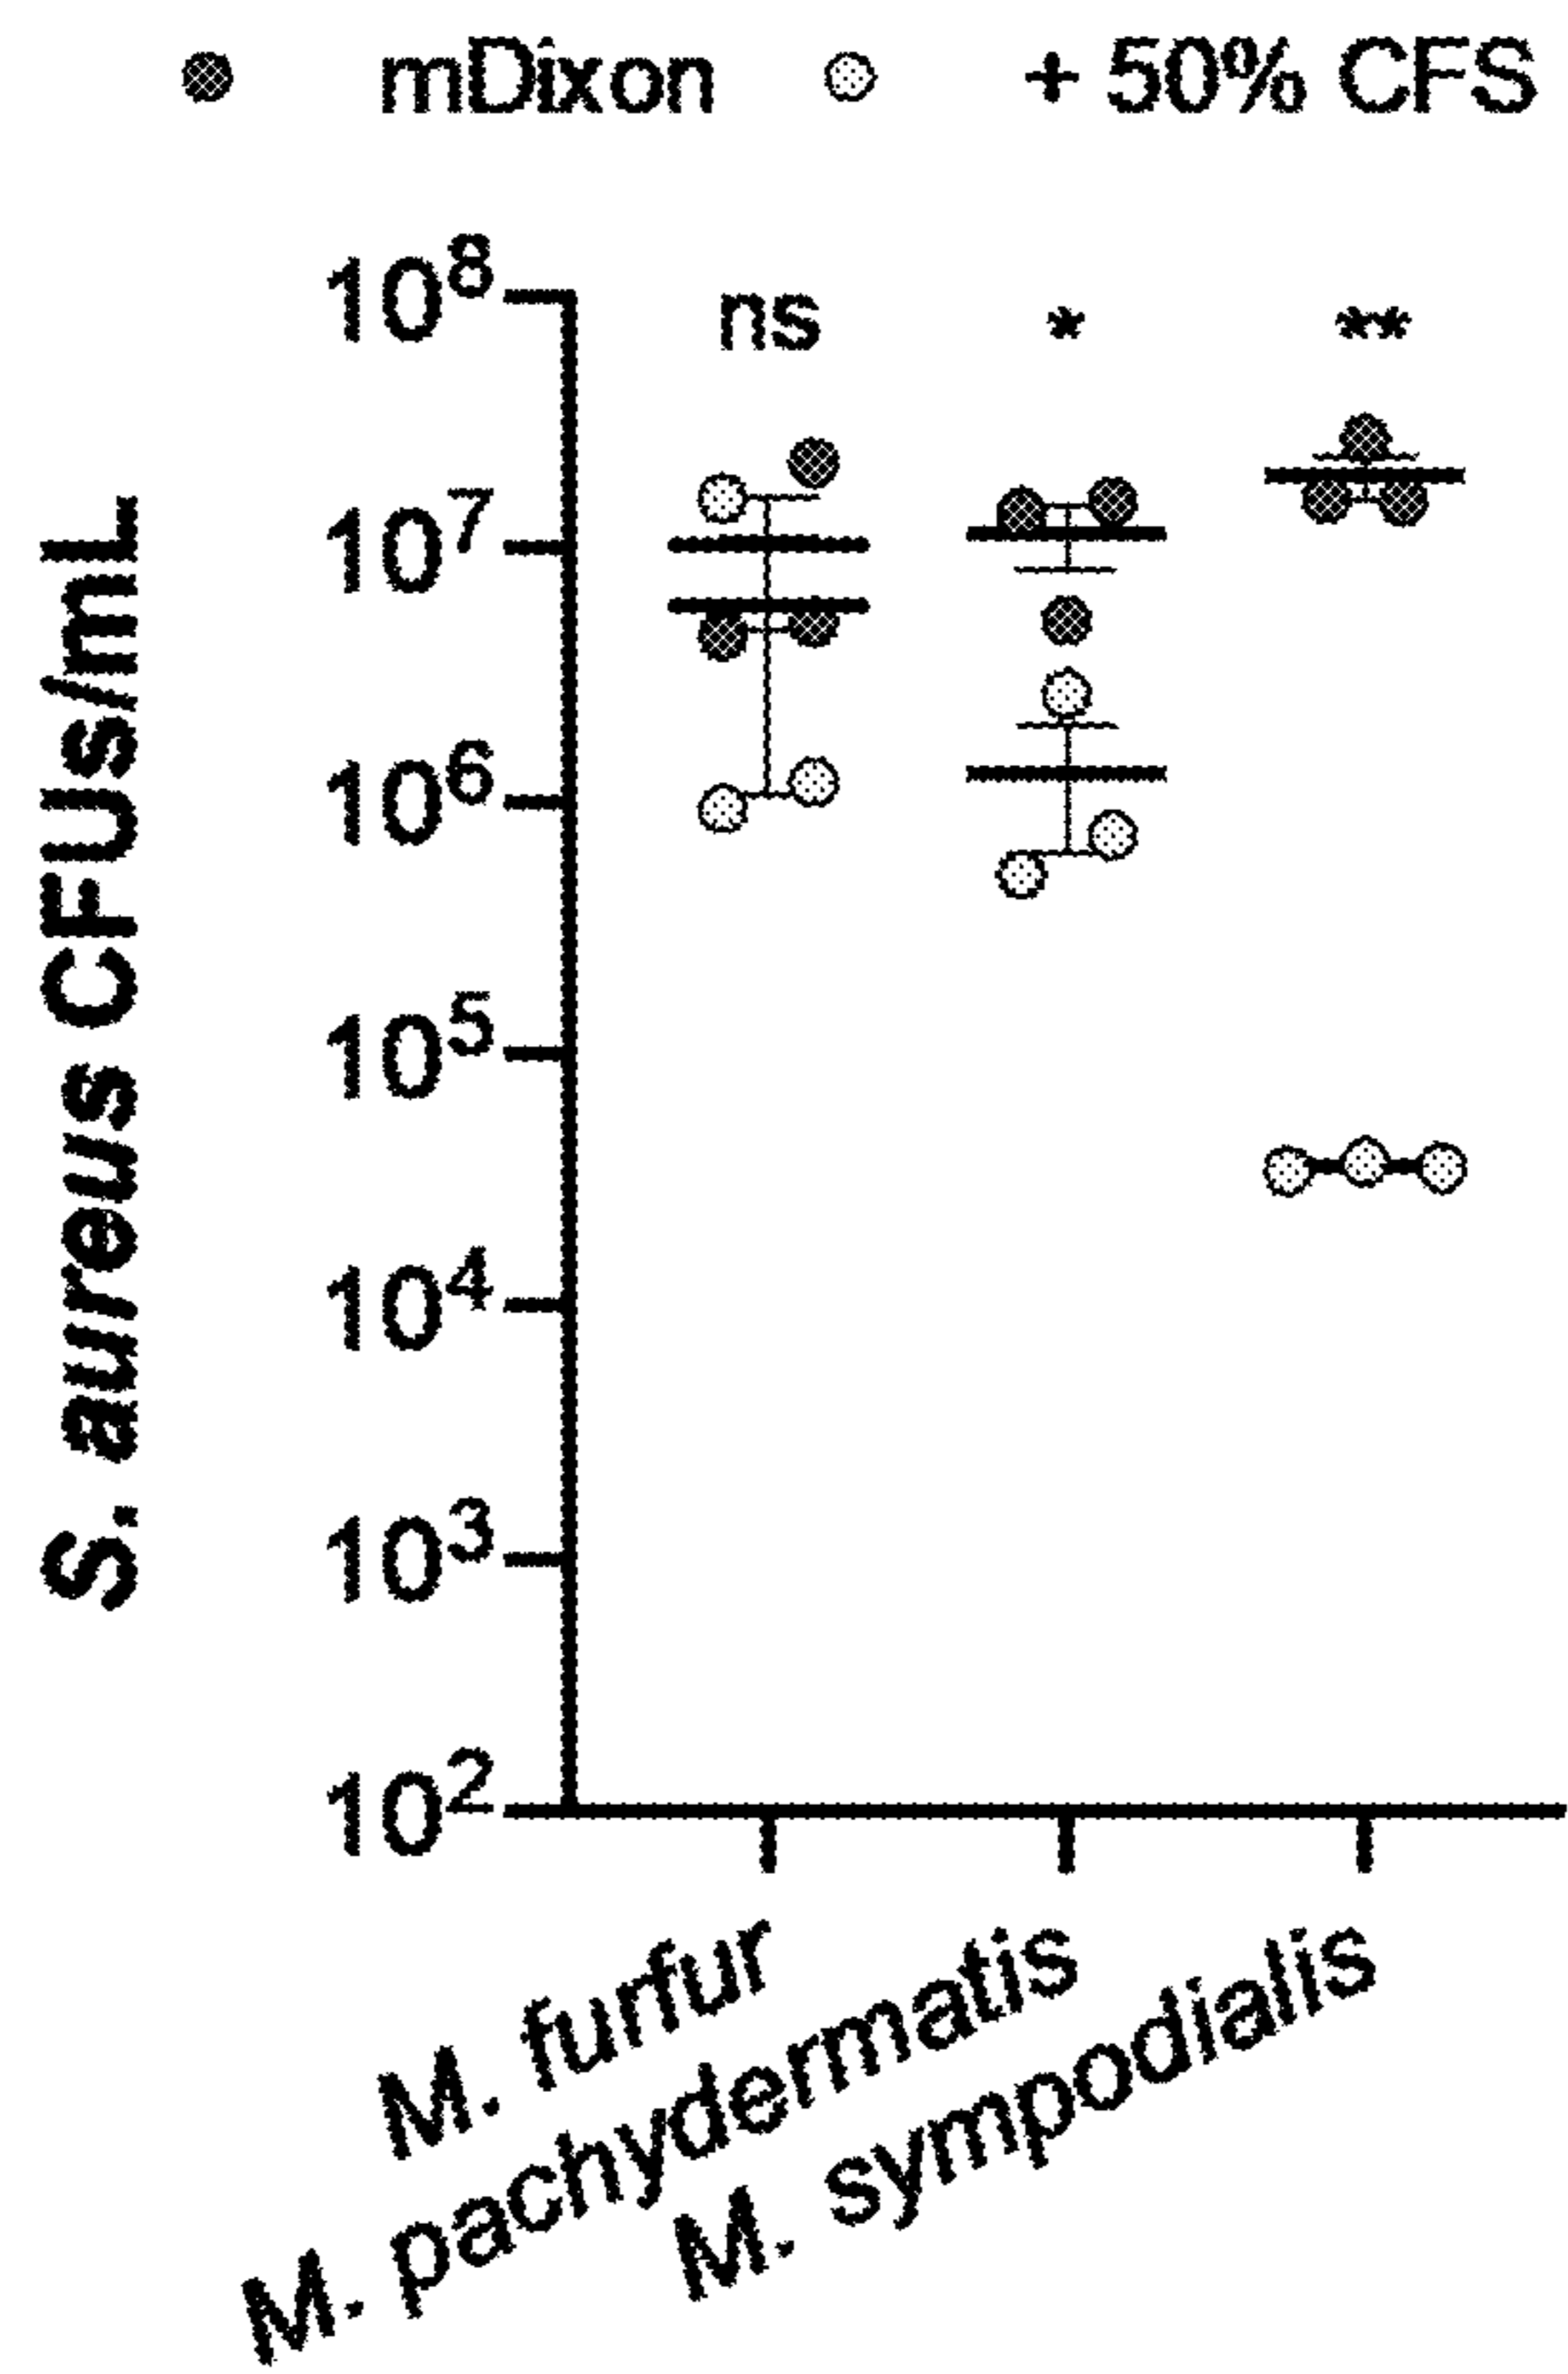 mDixon + 50% CFS
S. aureus CFUs/mL
10^8
10^7
10^6
10^5
10^4
10^3
10^2
ns * **
M. furfur
M. pachydermatis
M. sympodialis